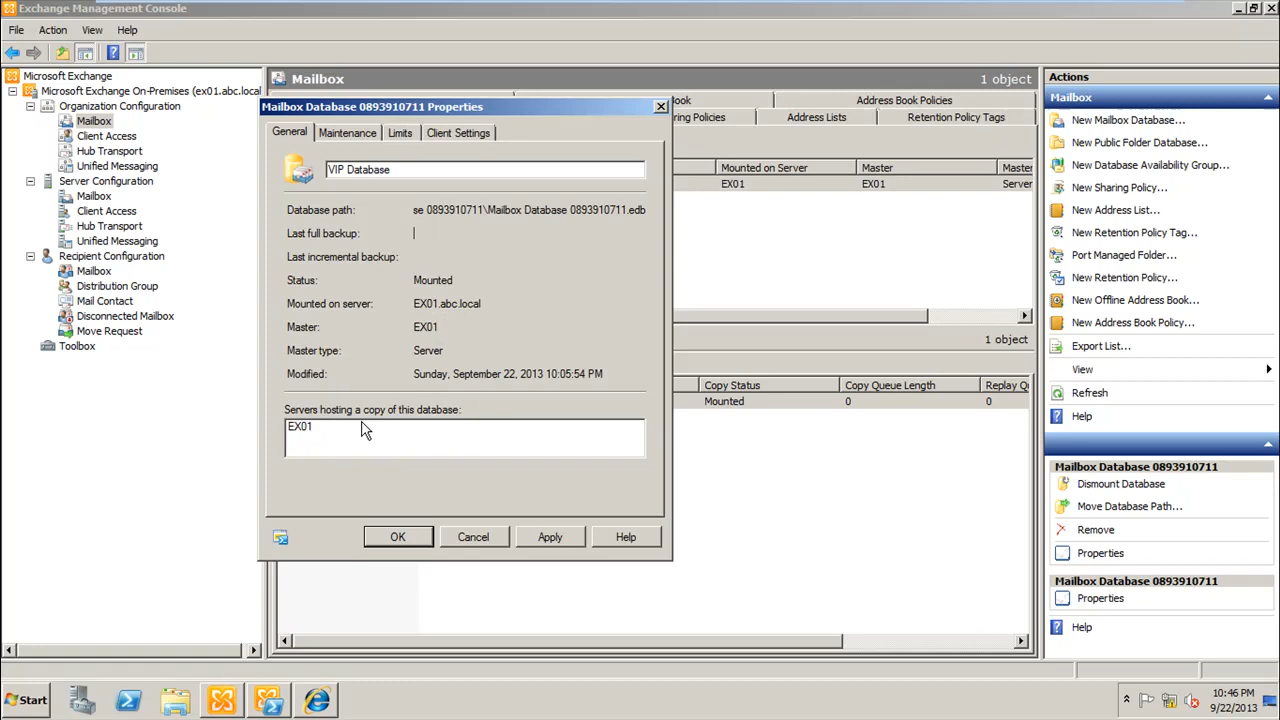 Exchange Management Console
File Action View Help
Microsoft Exchange
Microsoft Exchange On-Premises (ex01.abc.local
Organization Configuration
Mailbox
Client Access
Hub Transport
Unified Messaging
Server Configuration
Mailbox
Client Access
Hub Transport
Unified Messaging
Recipient Configuration
Mailbox
Distribution Group
Mail Contact
Disconnected Mailbox
Move Request
Toolbox
Mailbox 1 object
ook Address Book Policies
ring Policies Address Lists Retention Policy Tags
Mounted on Server Master Master
EX01 EX01 Server
1 object
Copy Status Copy Queue Length Replay Q
Mounted 0 0
Mailbox Database 0893910711 Properties
General Maintenance Limits Client Settings
VIP Database
Database path: se 0893910711\Mailbox Database 0893910711.edb
Last full backup:
Last incremental backup:
Status: Mounted
Mounted on server: EX01.abc.local
Master: EX01
Master type: Server
Modified: Sunday, September 22, 2013 10:05:54 PM
Servers hosting a copy of this database:
EX01
OK Cancel Apply Help
Actions
Mailbox
New Mailbox Database...
New Public Folder Database...
New Database Availability Group...
New Sharing Policy...
New Address List...
New Retention Policy Tag...
Port Managed Folder...
New Retention Policy...
New Offline Address Book...
New Address Book Policy...
Export List...
View
Refresh
Help
Mailbox Database 0893910711
Dismount Database
Move Database Path...
Remove
Properties
Mailbox Database 0893910711
Properties
Help
Start
10:46 PM
9/22/2013